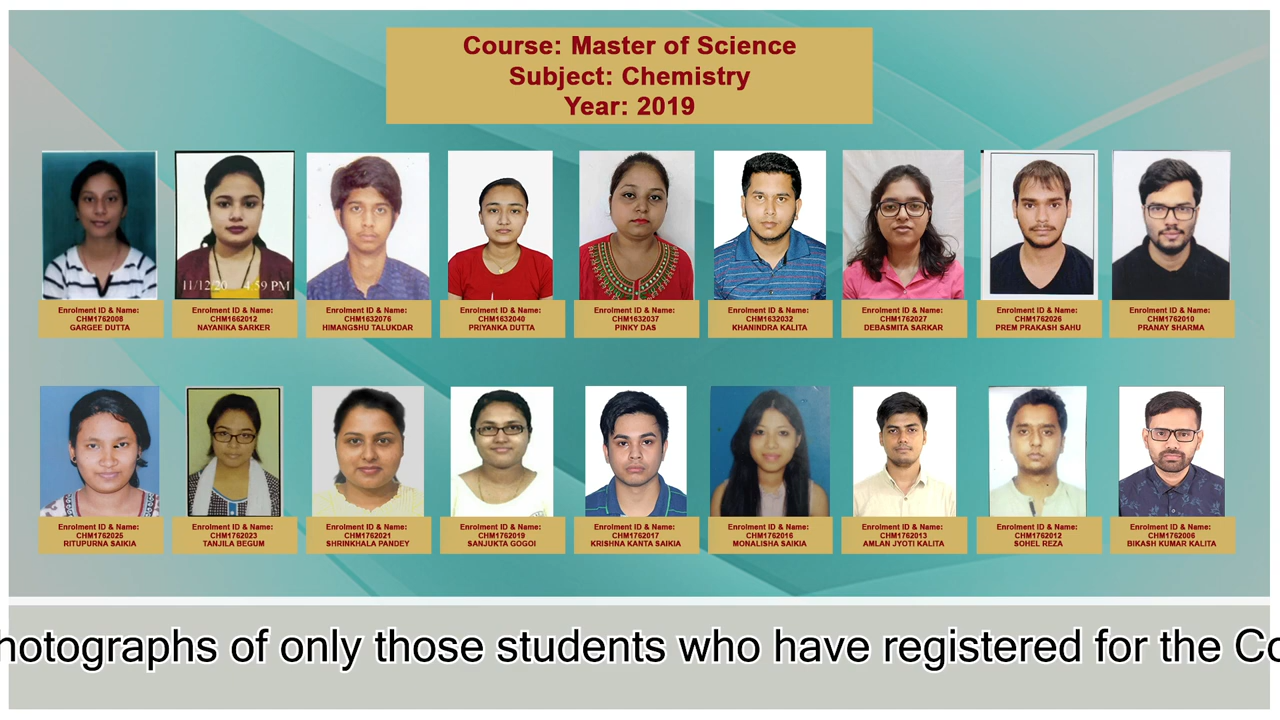 Course: Master of Science
Subject: Chemistry
Year: 2019
11/12/20 4:59 PM
Enrolment ID & Name:
CHM1762008
GARGEE DUTTA
Enrolment ID & Name:
CHM1662012
NAYANIKA SARKER
Enrolment ID & Name:
CHM1632076
HIMANGSHU TALUKDAR
Enrolment ID & Name:
CHM1632040
PRIYANKA DUTTA
Enrolment ID & Name:
CHM1632037
PINKY DAS
Enrolment ID & Name:
CHM1632032
KHANINDRA KALITA
Enrolment ID & Name:
CHM1762027
DEBASMITA SARKAR
Enrolment ID & Name:
CHM1762026
PREM PRAKASH SAHU
Enrolment ID & Name:
CHM1762010
PRANAY SHARMA
Enrolment ID & Name:
CHM1762025
RITUPURNA SAIKIA
Enrolment ID & Name:
CHM1762023
TANJILA BEGUM
Enrolment ID & Name:
CHM1762021
SHRINKHALA PANDEY
Enrolment ID & Name:
CHM1762019
SANJUKTA GOGOI
Enrolment ID & Name:
CHM1762017
KRISHNA KANTA SAIKIA
Enrolment ID & Name:
CHM1762016
MONALISHA SAIKIA
Enrolment ID & Name:
CHM1762013
AMLAN JYOTI KALITA
Enrolment ID & Name:
CHM1762012
SOHEL REZA
Enrolment ID & Name:
CHM1762006
BIKASH KUMAR KALITA
hotographs of only those students who have registered for the Co